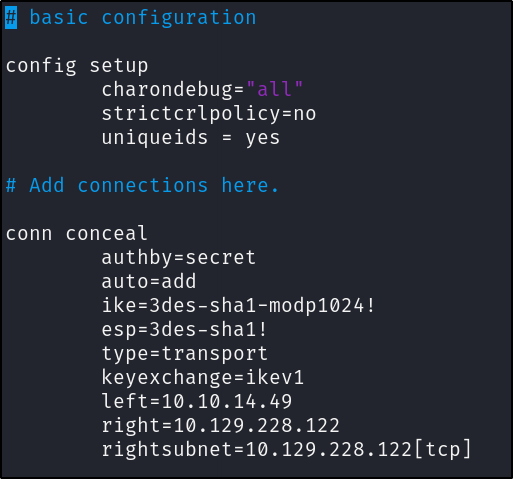 # basic configuration
config setup
charondebug="all"
strictcrlpolicy=no
uniqueids = yes
# Add connections here.
conn conceal
authby=secret
auto=add
ike=3des-sha1-modp1024!
esp=3des-sha1!
type=transport
keyexchange=ikev1
left=10.10.14.49
right=10.129.228.122
rightsubnet=10.129.228.122[tcp]